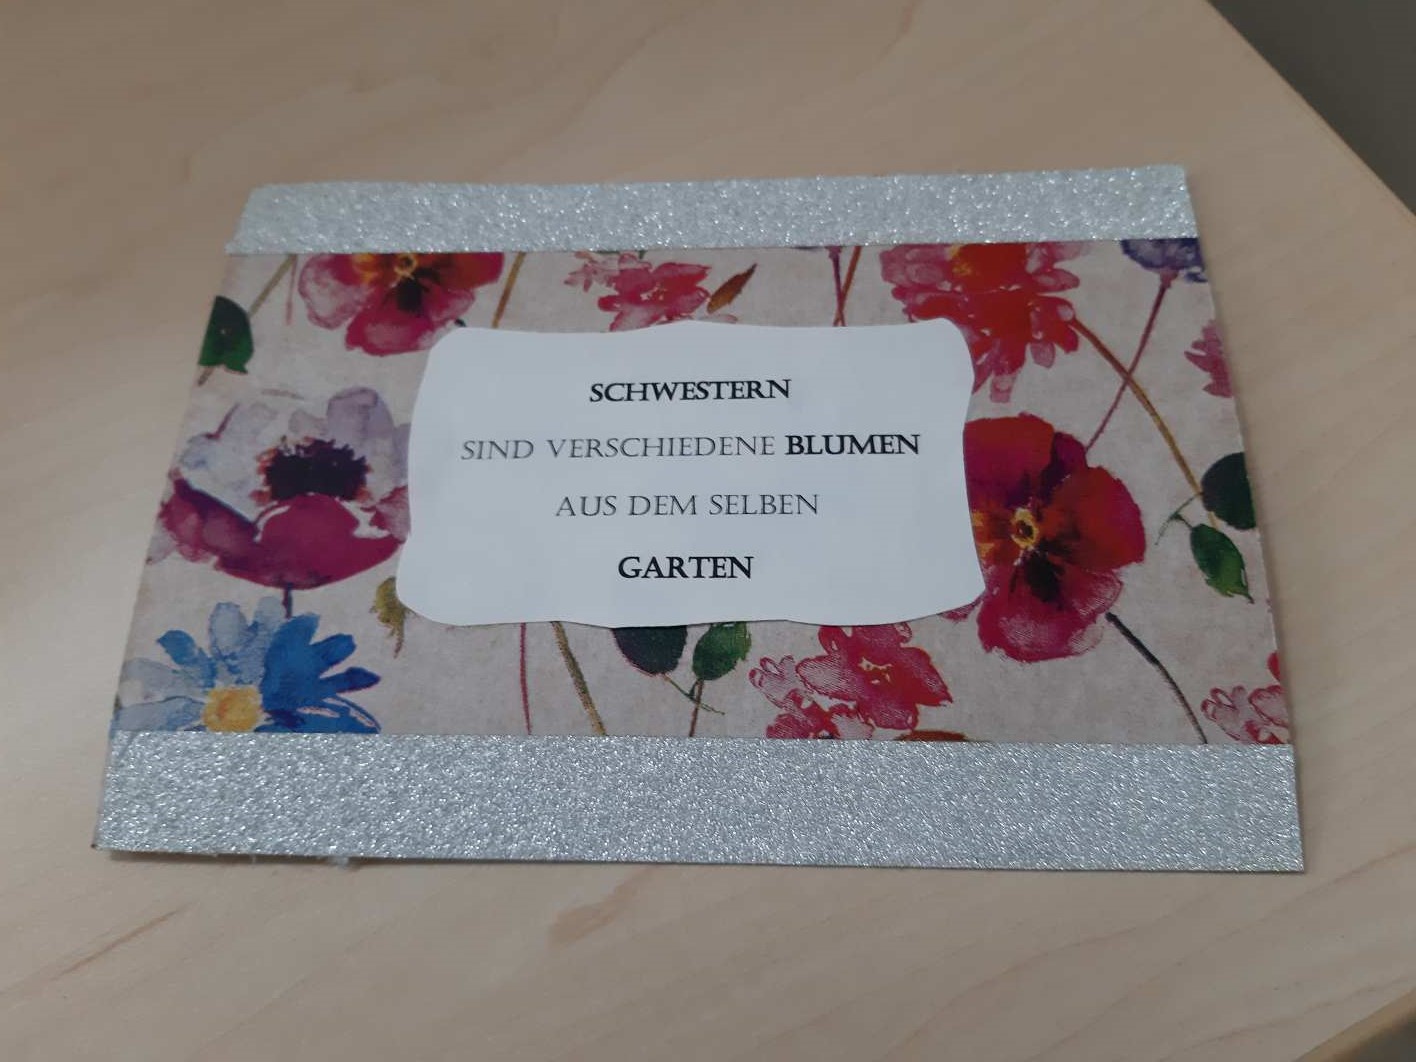 SCHWESTERN
SIND VERSCHIEDENE BLUMEN
AUS DEM SELBEN
GARTEN